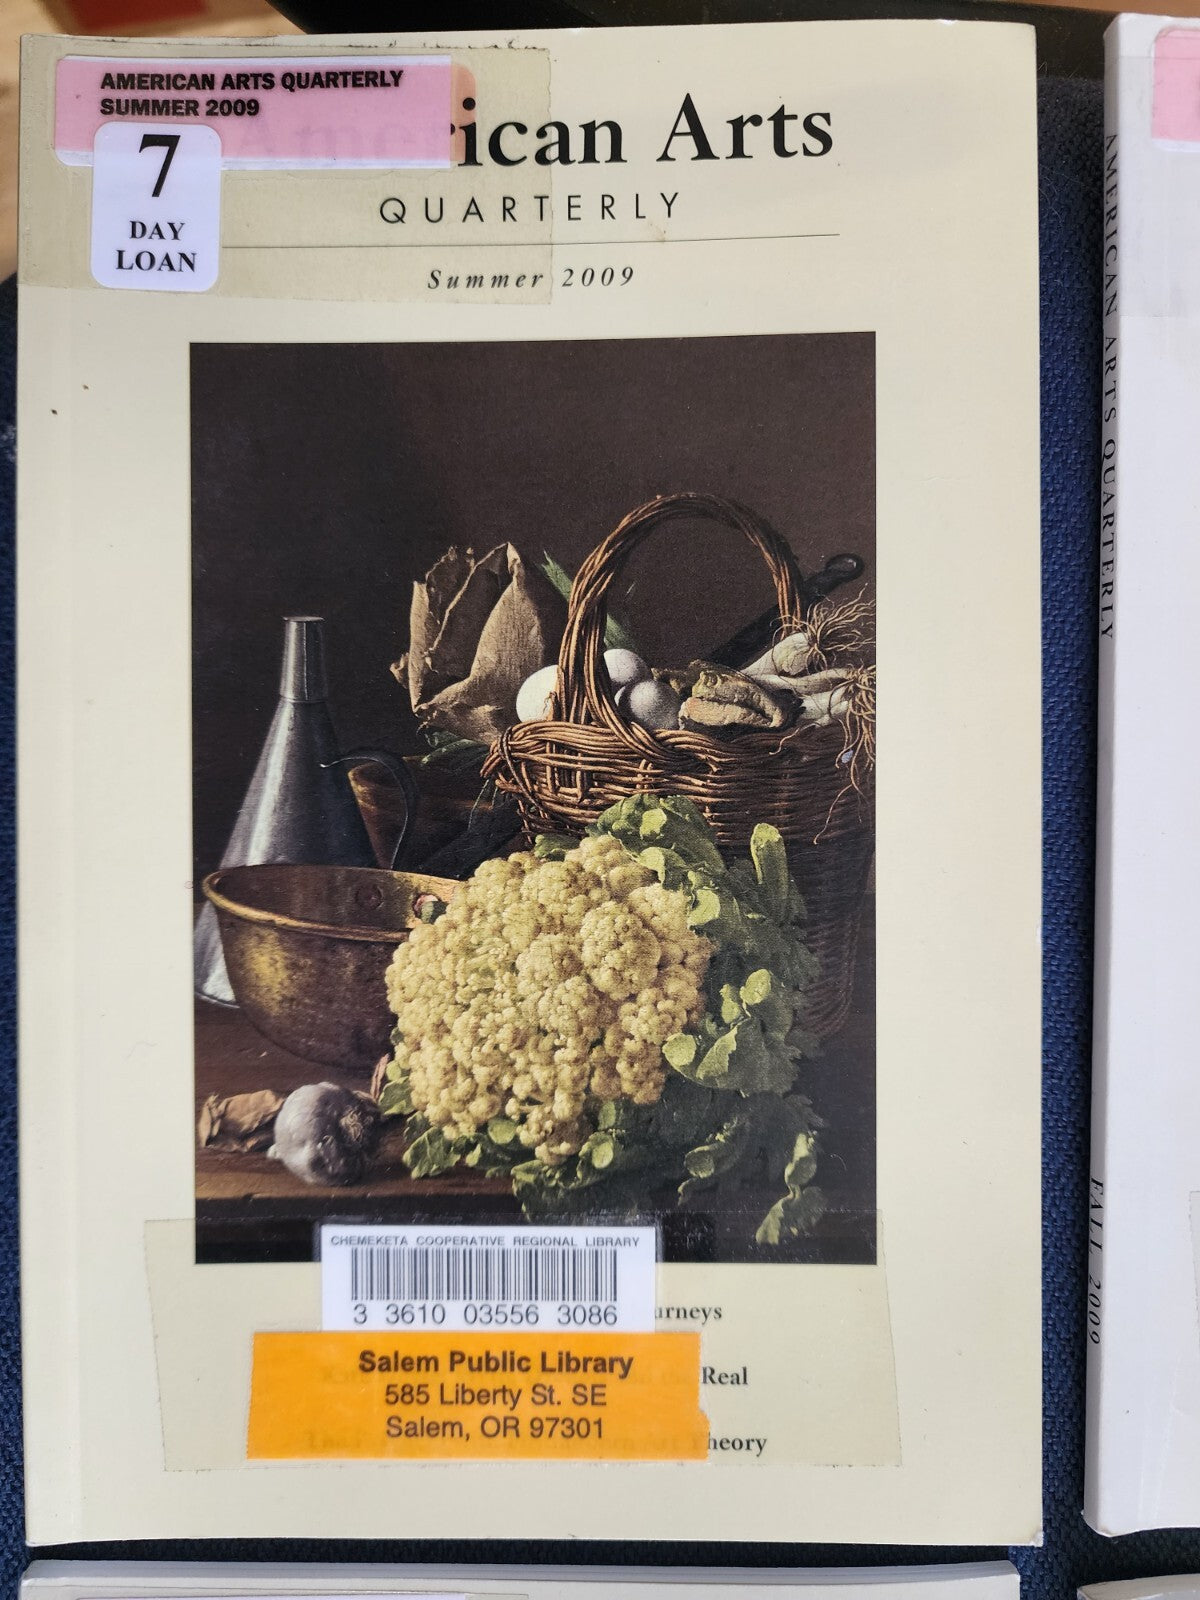 AMERICAN ARTS QUARTERLY
SUMMER 2009
7
DAY
LOAN
American Arts
QUARTERLY
Summer 2009
CHEMEKETA COOPERATIVE REGIONAL LIBRARY
3 3610 03556 3086
Salem Public Library
585 Liberty St. SE
Salem, OR 97301
urneys
Real
heory
AMERICAN ARTS QUARTERLY
FALL 2009